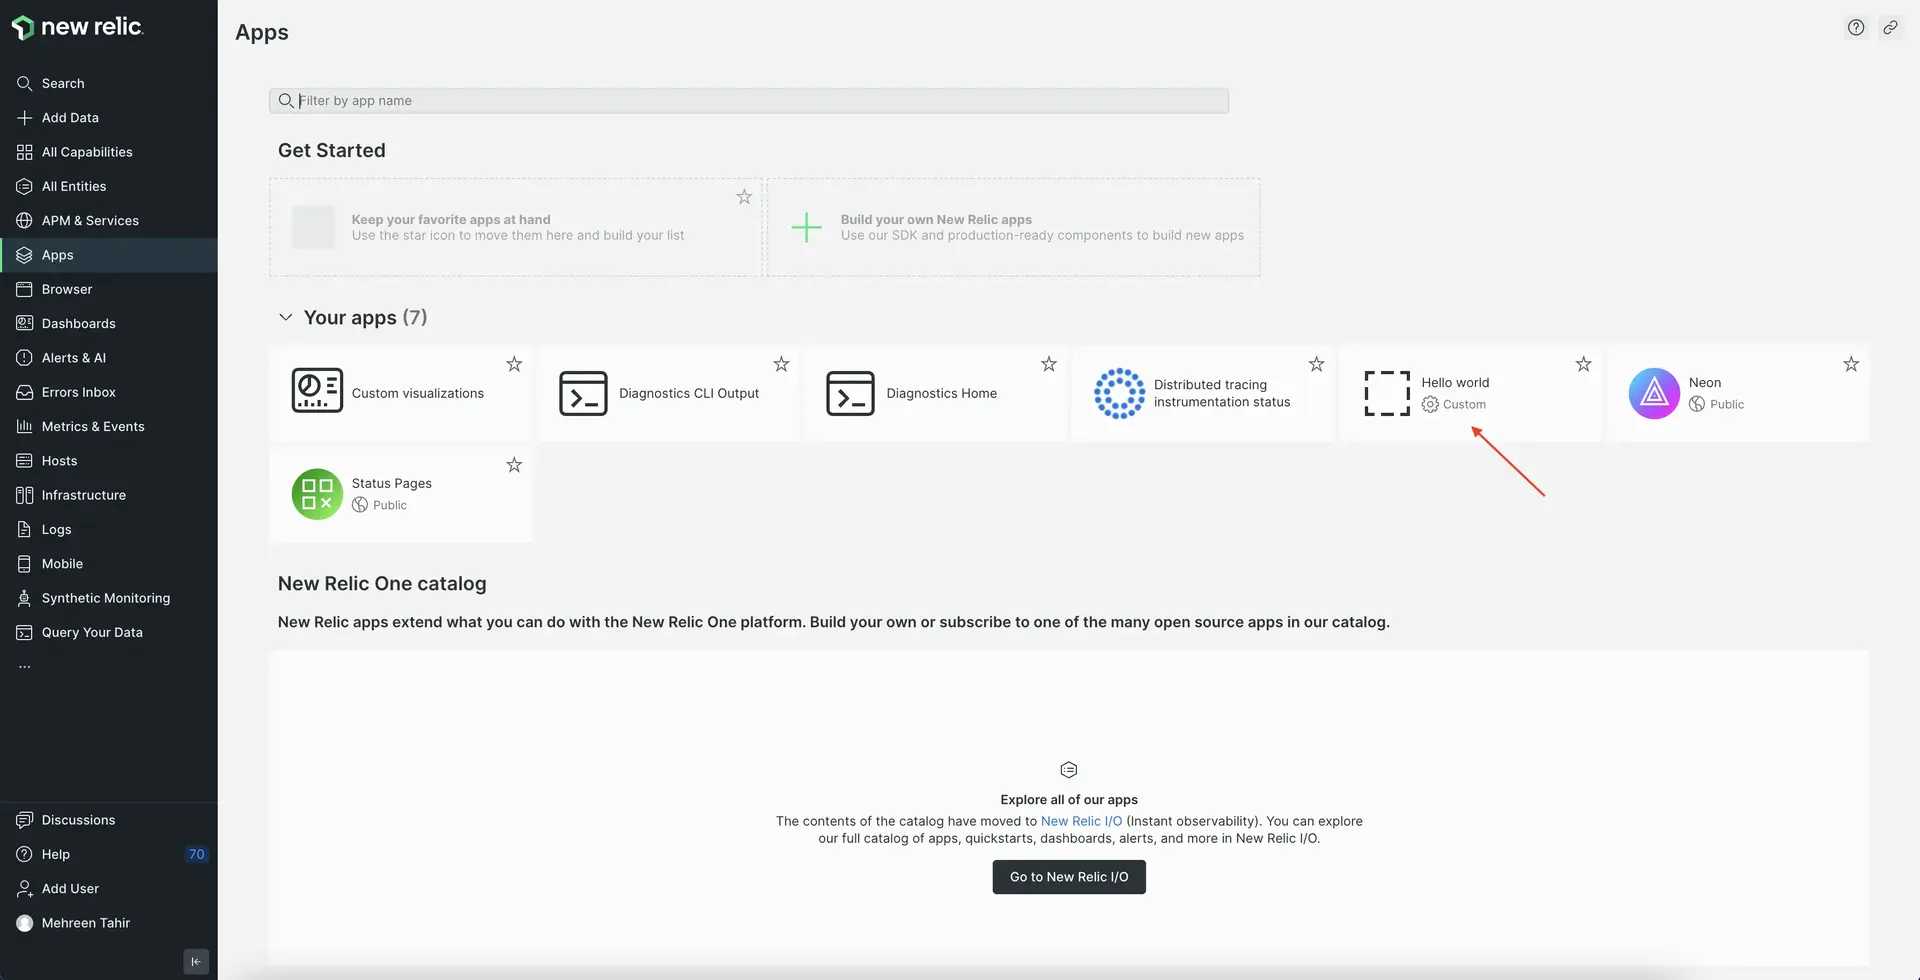 new relic.
Search
Add Data
All Capabilities
All Entities
APM & Services
Apps
Browser
Dashboards
Alerts & AI
Errors Inbox
Metrics & Events
Hosts
Infrastructure
Logs
Mobile
Synthetic Monitoring
Query Your Data
...
Discussions
Help 70
Add User
Mehreen Tahir
Apps
Filter by app name
Get Started
Keep your favorite apps at hand
Use the star icon to move them here and build your list
Build your own New Relic apps
Use our SDK and production-ready components to build new apps
Your apps (7)
Custom visualizations
Diagnostics CLI Output
Diagnostics Home
Distributed tracing
instrumentation status
Hello world
Custom
Neon
Public
Status Pages
Public
New Relic One catalog
New Relic apps extend what you can do with the New Relic One platform. Build your own or subscribe to one of the many open source apps in our catalog.
Explore all of our apps
The contents of the catalog have moved to New Relic I/O (Instant observability). You can explore
our full catalog of apps, quickstarts, dashboards, alerts, and more in New Relic I/O.
Go to New Relic I/O